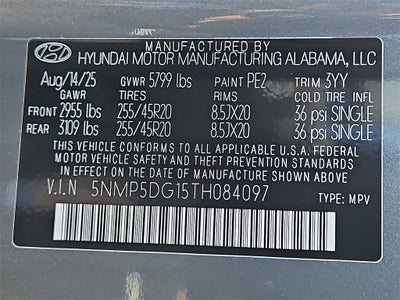 MANUFACTURED BY
HYUNDAI MOTOR MANUFACTURING ALABAMA, LLC
Aug/14/25 GVWR 5799 lbs PAINT PE2 TRIM 3YY
GAWR TIRES RIMS COLD TIRE INFL
FRONT 2955 lbs 255/45R20 8.5JX20 36 psi SINGLE
REAR 3109 lbs 255/45R20 8.5JX20 36 psi SINGLE
THIS VEHICLE CONFORMS TO ALL APPLICABLE U.S.A. FEDERAL
MOTOR VEHICLE SAFETY AND THEFT PREVENTION STANDARDS
IN EFFECT ON THE DATE OF MANUFACTURE SHOWN ABOVE.
V.I.N 5NMP5DG15TH084097 TYPE: MPV